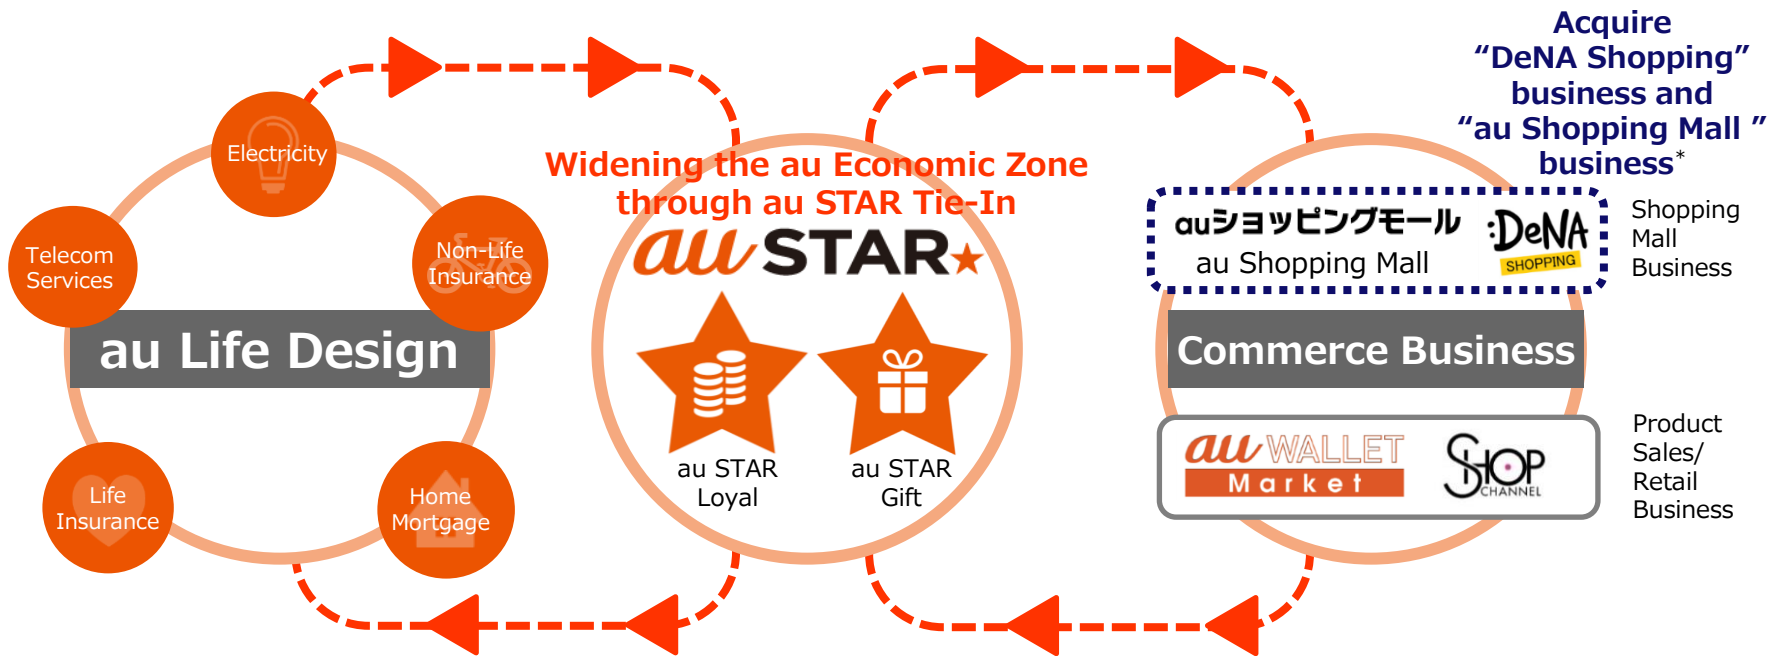 Acquire
“DeNA Shopping”
business and
“au Shopping Mall ”
business*
Electricity
Telecom
Services
Non-Life
Insurance
au Life Design
Life
Insurance
Home
Mortgage
Widening the au Economic Zone
through au STAR Tie-In
au STAR
au STAR
Loyal
au STAR
Gift
auショッピングモール
au Shopping Mall
:DeNA
SHOPPING
Shopping
Mall
Business
Commerce Business
au WALLET
Market
SHOP
CHANNEL
Product
Sales/
Retail
Business